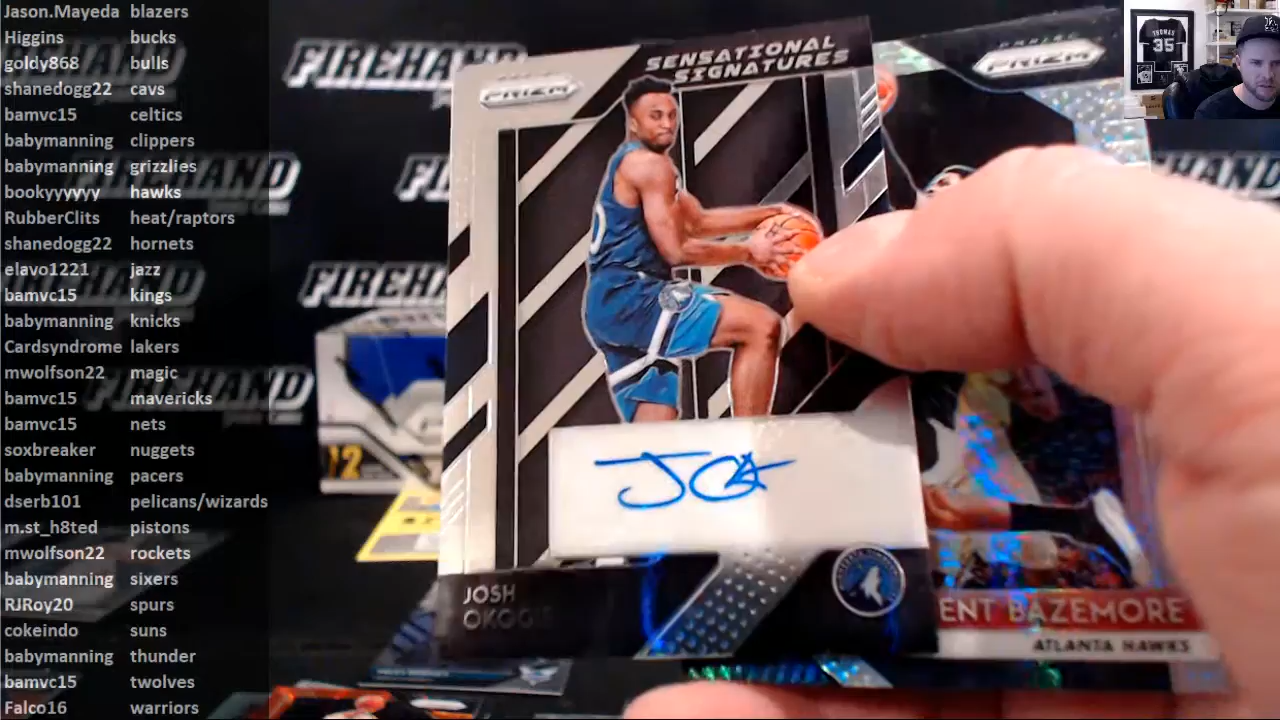 Jason.Mayeda blazers
Higgins bucks
goldy868 bulls
shanedogg22 cavs
bamvc15 celtics
babymanning clippers
babymanning grizzlies
bookyyyyyy hawks
RubberClits heat/raptors
shanedogg22 hornets
elavo1221 jazz
bamvc15 kings
babymanning knicks
Cardsyndrome lakers
mwolfson22 magic
bamvc15 mavericks
bamvc15 nets
soxbreaker nuggets
babymanning pacers
dserb101 pelicans/wizards
m.st_h8ted pistons
mwolfson22 rockets
babymanning sixers
RJRoy20 spurs
cokeindo suns
babymanning thunder
bamvc15 twolves
Falco16 warriors
FIREHAND
PRIZM
SENSATIONAL
SIGNATURES
JOSH
OKOGIE
PRIZM
ENT BAZEMORE
ATLANTA HAWKS
THOMAS
35
12